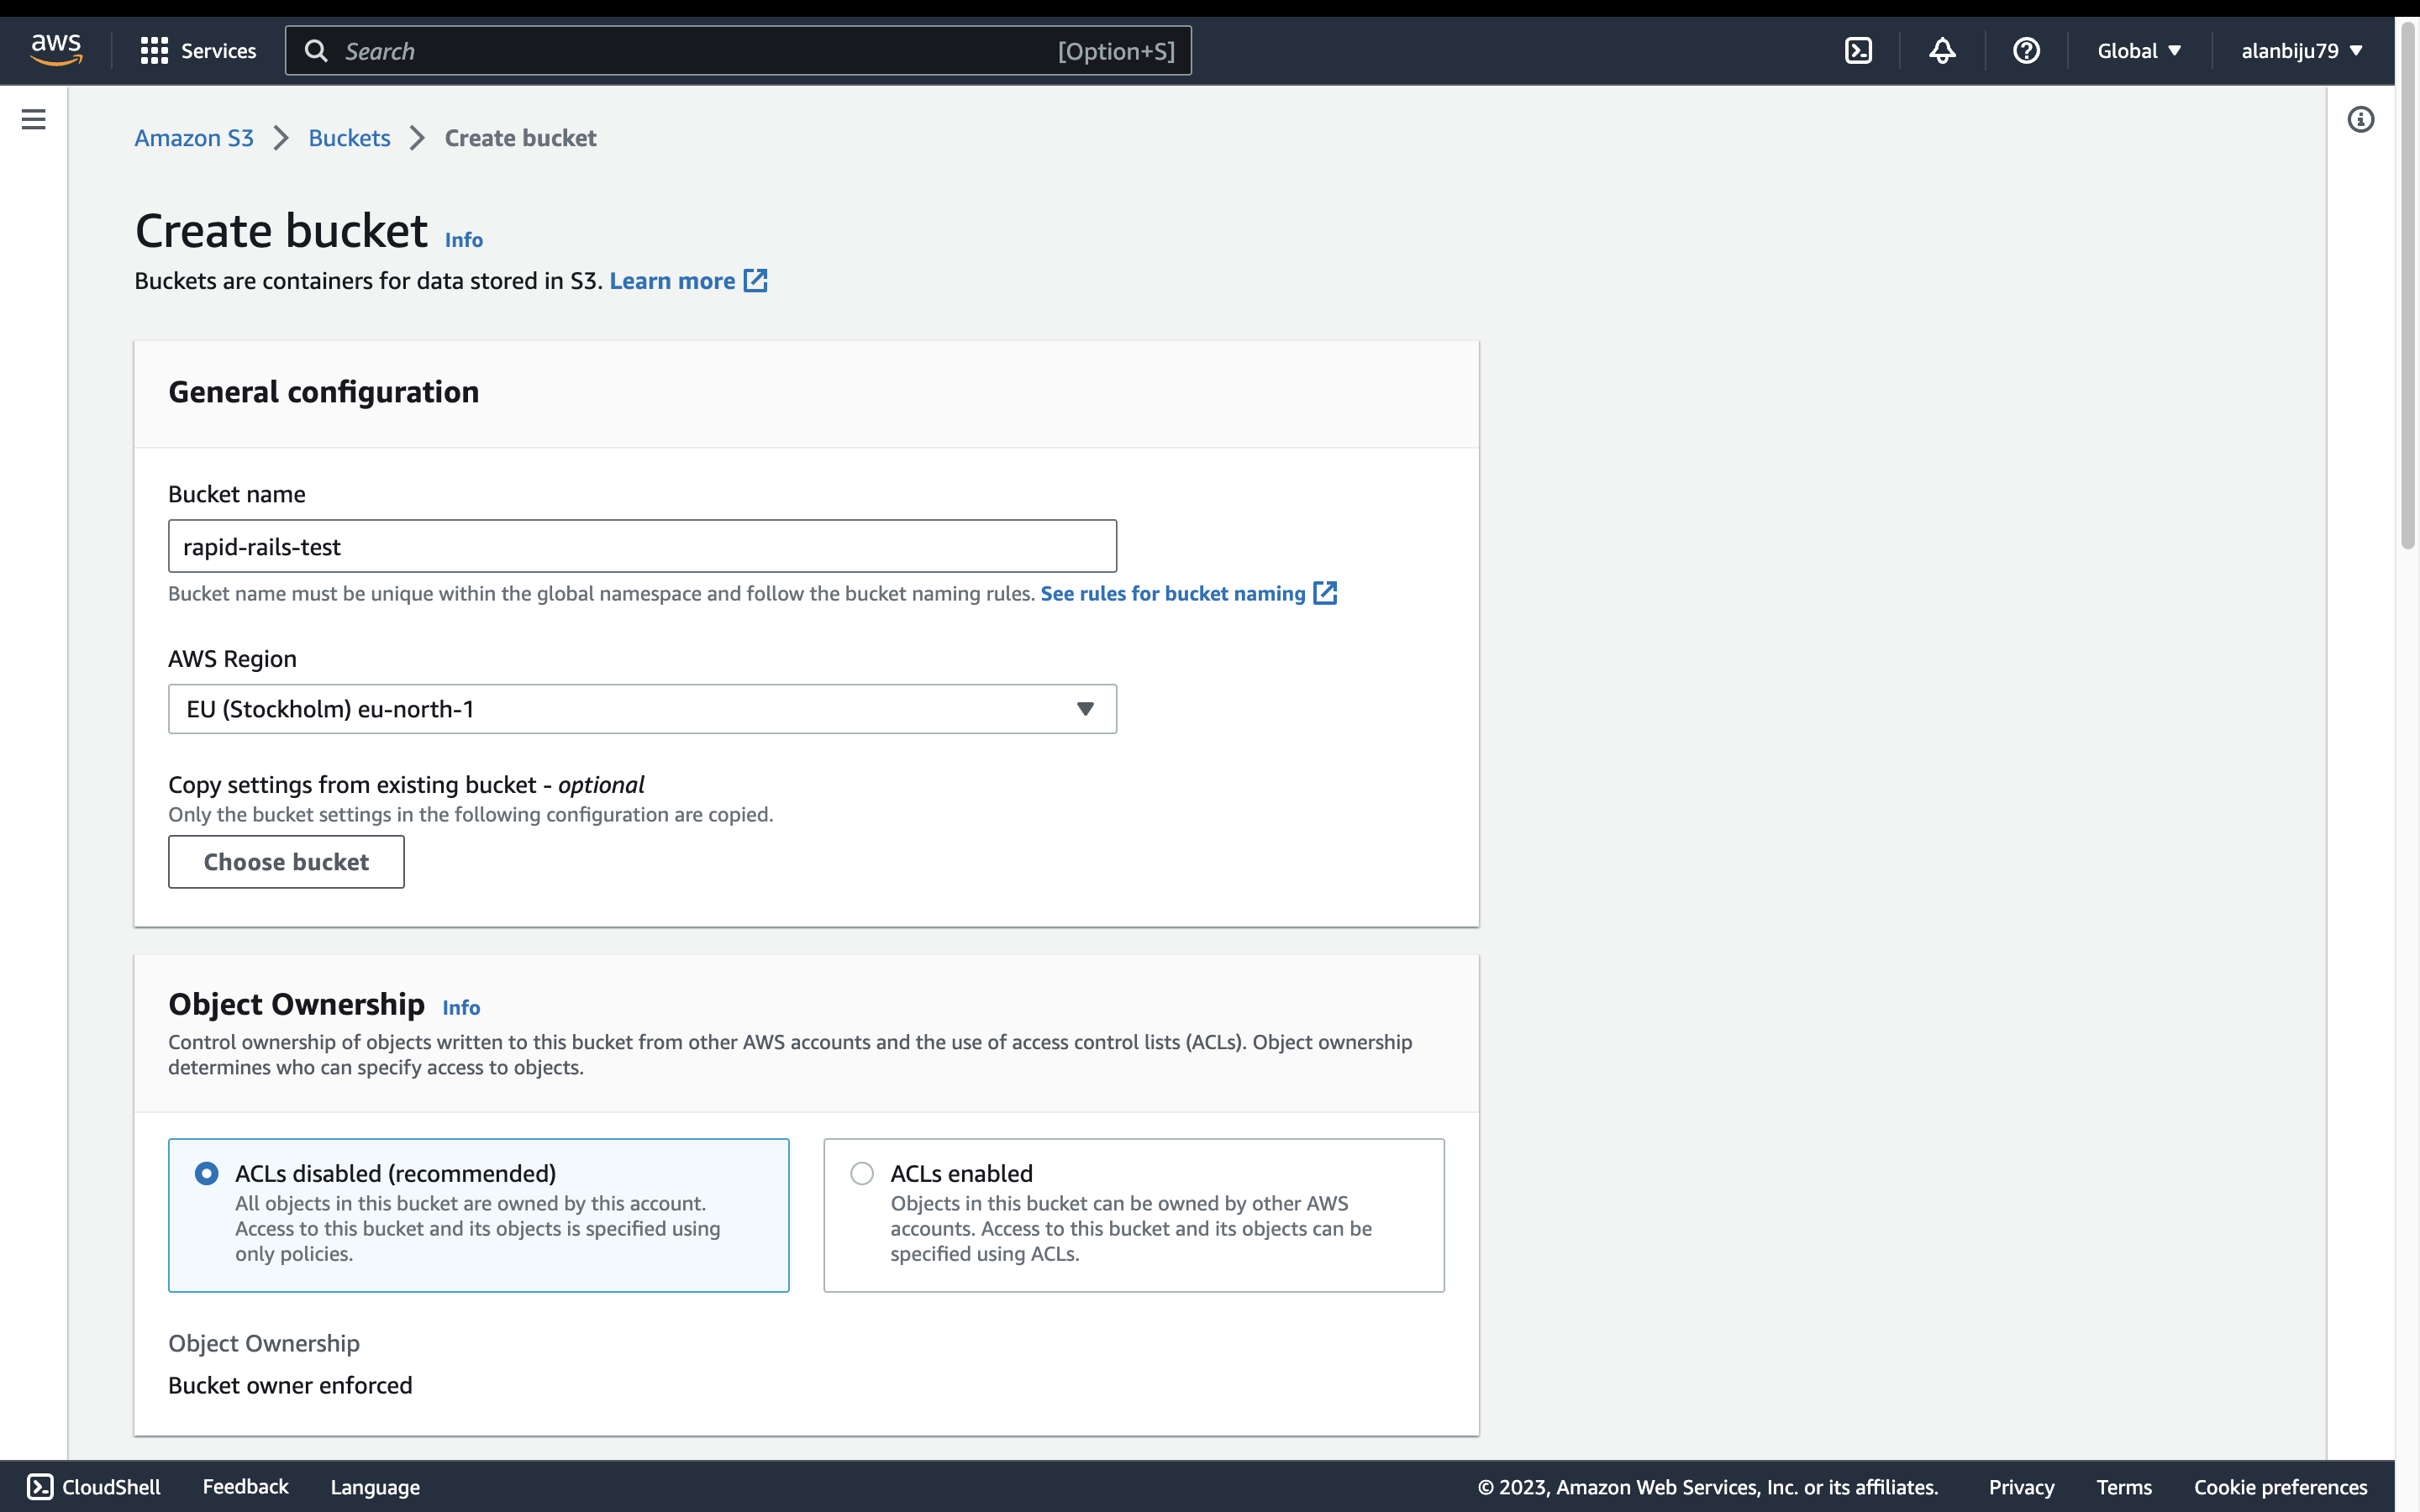 aws Services Search [Option+S] Global alanbiju79
Amazon S3 Buckets Create bucket
Create bucket Info
Buckets are containers for data stored in S3. Learn more
General configuration
Bucket name
rapid-rails-test
Bucket name must be unique within the global namespace and follow the bucket naming rules. See rules for bucket naming
AWS Region
EU (Stockholm) eu-north-1
Copy settings from existing bucket - optional
Only the bucket settings in the following configuration are copied.
Choose bucket
Object Ownership Info
Control ownership of objects written to this bucket from other AWS accounts and the use of access control lists (ACLs). Object ownership
determines who can specify access to objects.
ACLs disabled (recommended)
All objects in this bucket are owned by this account.
Access to this bucket and its objects is specified using
only policies.
ACLs enabled
Objects in this bucket can be owned by other AWS
accounts. Access to this bucket and its objects can be
specified using ACLs.
Object Ownership
Bucket owner enforced
CloudShell Feedback Language © 2023, Amazon Web Services, Inc. or its affiliates. Privacy Terms Cookie preferences